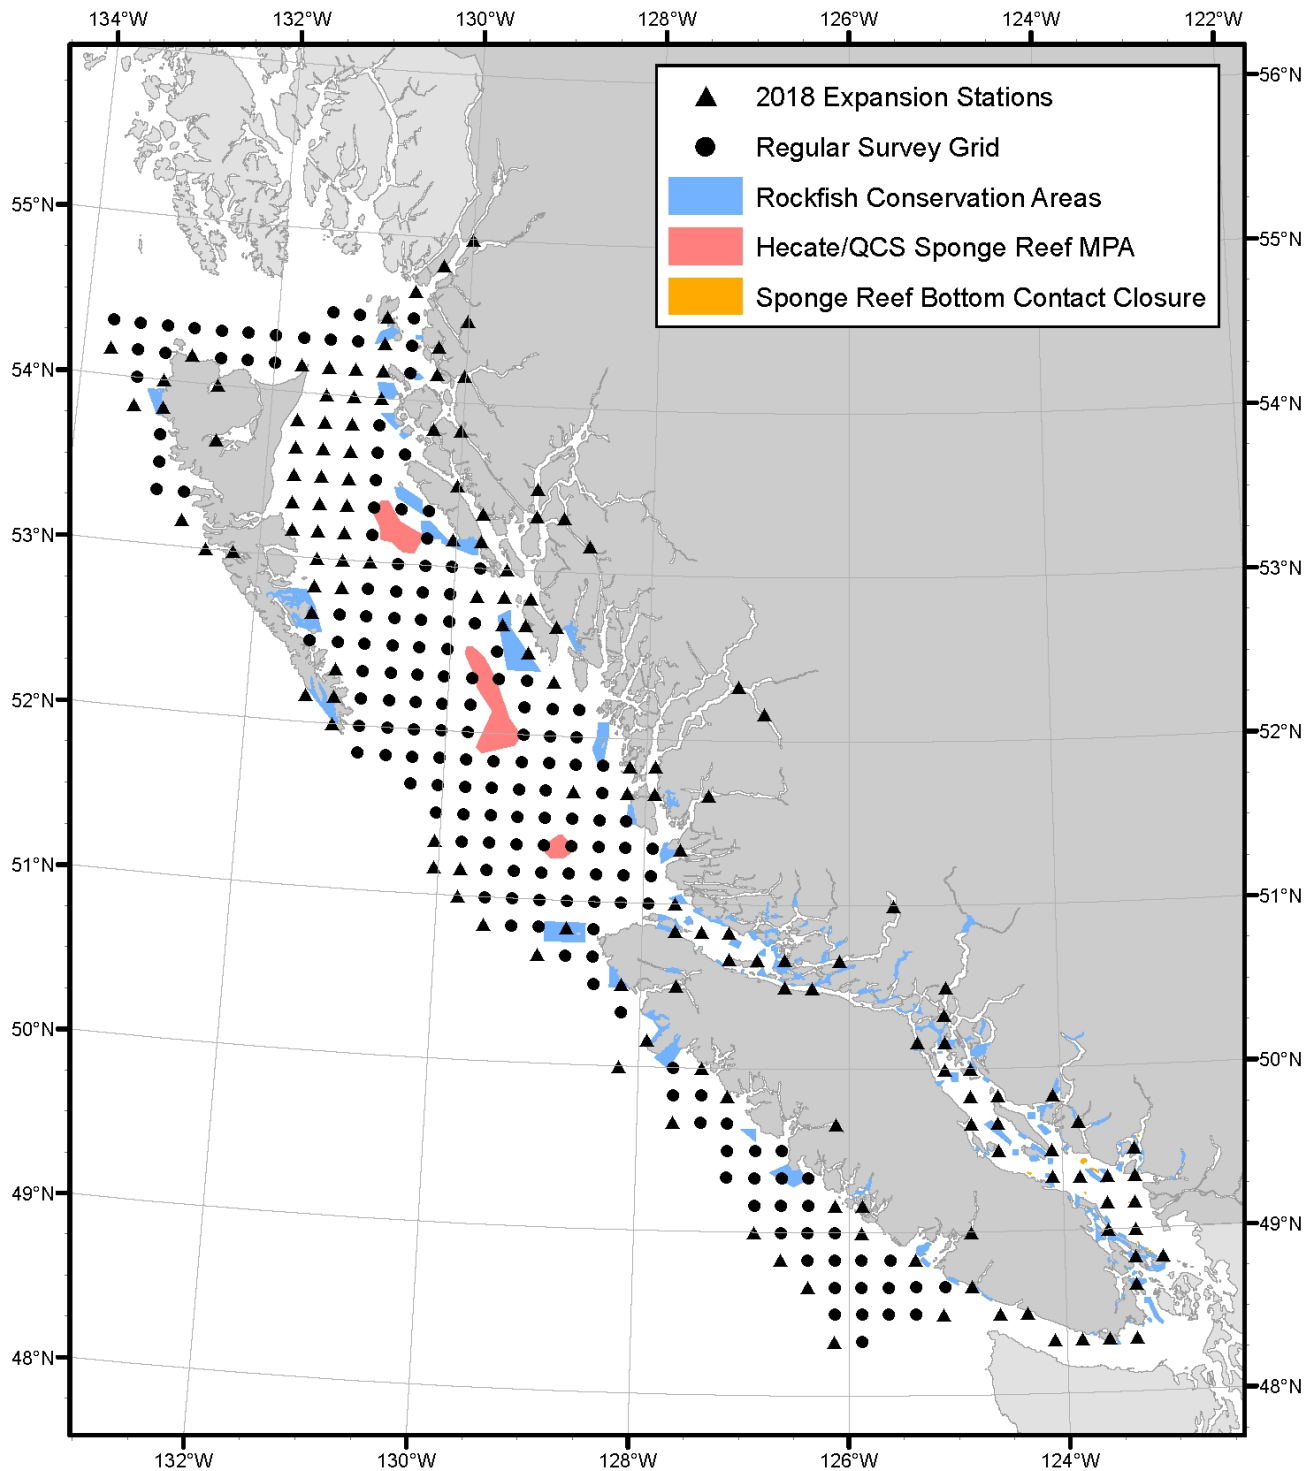 134°W 132°W 130°W 128°W 126°W 124°W 122°W
56°N
2018 Expansion Stations
Regular Survey Grid
Rockfish Conservation Areas
55°N
55°N
Hecate/QCS Sponge Reef MPA
Sponge Reef Bottom Contact Closure
54°N
54°N
53°N
53°N
52°N
52°N
51°N
51°N
50°N
50°N
49°N
49°N
48°N
48°N
132°W 130°W 128°W 126°W 124°W